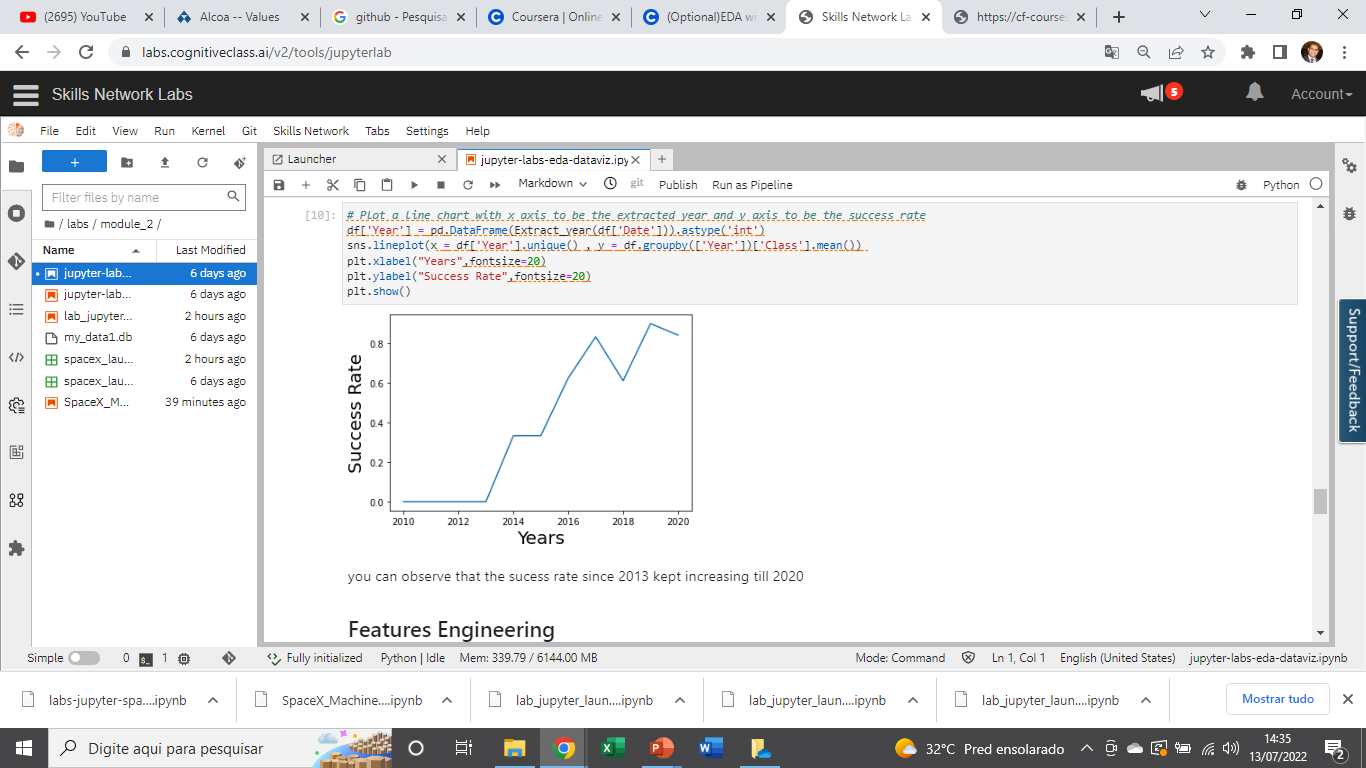 (2695) YouTube
Alcoa -- Values
github - Pesquisa
Coursera | Online
(Optional)EDA wi
Skills Network La
https://cf-course
labs.cognitiveclass.ai/v2/tools/jupyterlab
Skills Network Labs
5
Account
File Edit View Run Kernel Git Skills Network Tabs Settings Help
Launcher
jupyter-labs-eda-dataviz.ipy
Markdown
git
Publish
Run as Pipeline
Python
Filter files by name
/ labs / module_2 /
Name Last Modified
jupyter-lab... 6 days ago
jupyter-lab... 6 days ago
lab_jupyter... 2 hours ago
my_data1.db 6 days ago
spacex_lau... 2 hours ago
spacex_lau... 6 days ago
SpaceX_M... 39 minutes ago
[10]:
# Plot a line chart with x axis to be the extracted year and y axis to be the success rate
df['Year'] = pd.DataFrame(Extract_year(df['Date'])).astype('int')
sns.lineplot(x = df['Year'].unique() , y = df.groupby(['Year'])['Class'].mean())
plt.xlabel("Years",fontsize=20)
plt.ylabel("Success Rate",fontsize=20)
plt.show()
Success Rate
0.8
0.6
0.4
0.2
0.0
2010 2012 2014 2016 2018 2020
Years
you can observe that the sucess rate since 2013 kept increasing till 2020
Features Engineering
Support/Feedback
Simple 0 1 Fully initialized Python | Idle Mem: 339.79 / 6144.00 MB Mode: Command Ln 1, Col 1 English (United States) jupyter-labs-eda-dataviz.ipynb
labs-jupyter-spa....ipynb
SpaceX_Machine....ipynb
lab_jupyter_laun....ipynb
lab_jupyter_laun....ipynb
lab_jupyter_laun....ipynb
Mostrar tudo
Digite aqui para pesquisar
32°C Pred ensolarado
14:35
13/07/2022
2